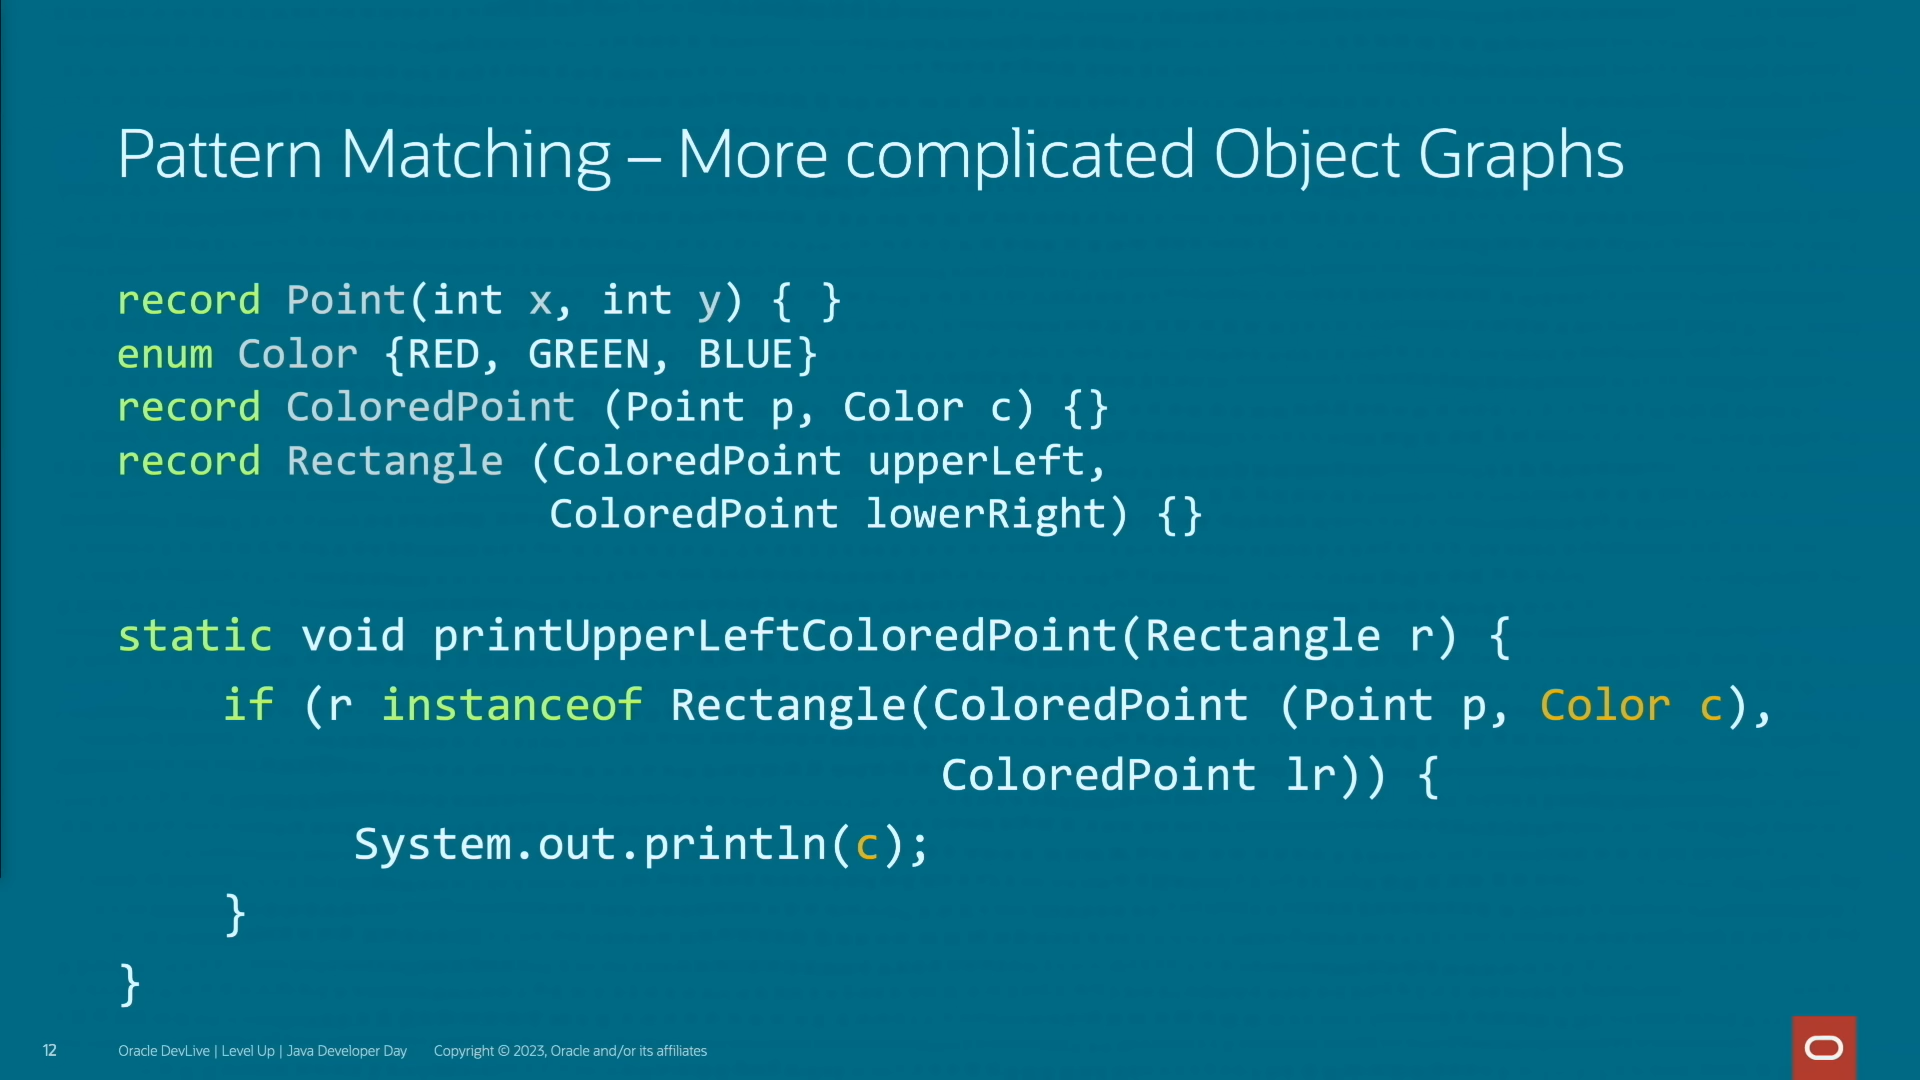 Pattern Matching – More complicated Object Graphs
record Point(int x, int y) { }
enum Color {RED, GREEN, BLUE}
record ColoredPoint (Point p, Color c) {}
record Rectangle (ColoredPoint upperLeft,
ColoredPoint lowerRight) {}
static void printUpperLeftColoredPoint(Rectangle r) {
if (r instanceof Rectangle(ColoredPoint (Point p, Color c),
ColoredPoint lr)) {
System.out.println(c);
}
}
12 Oracle DevLive | Level Up | Java Developer Day Copyright © 2023, Oracle and/or its affiliates